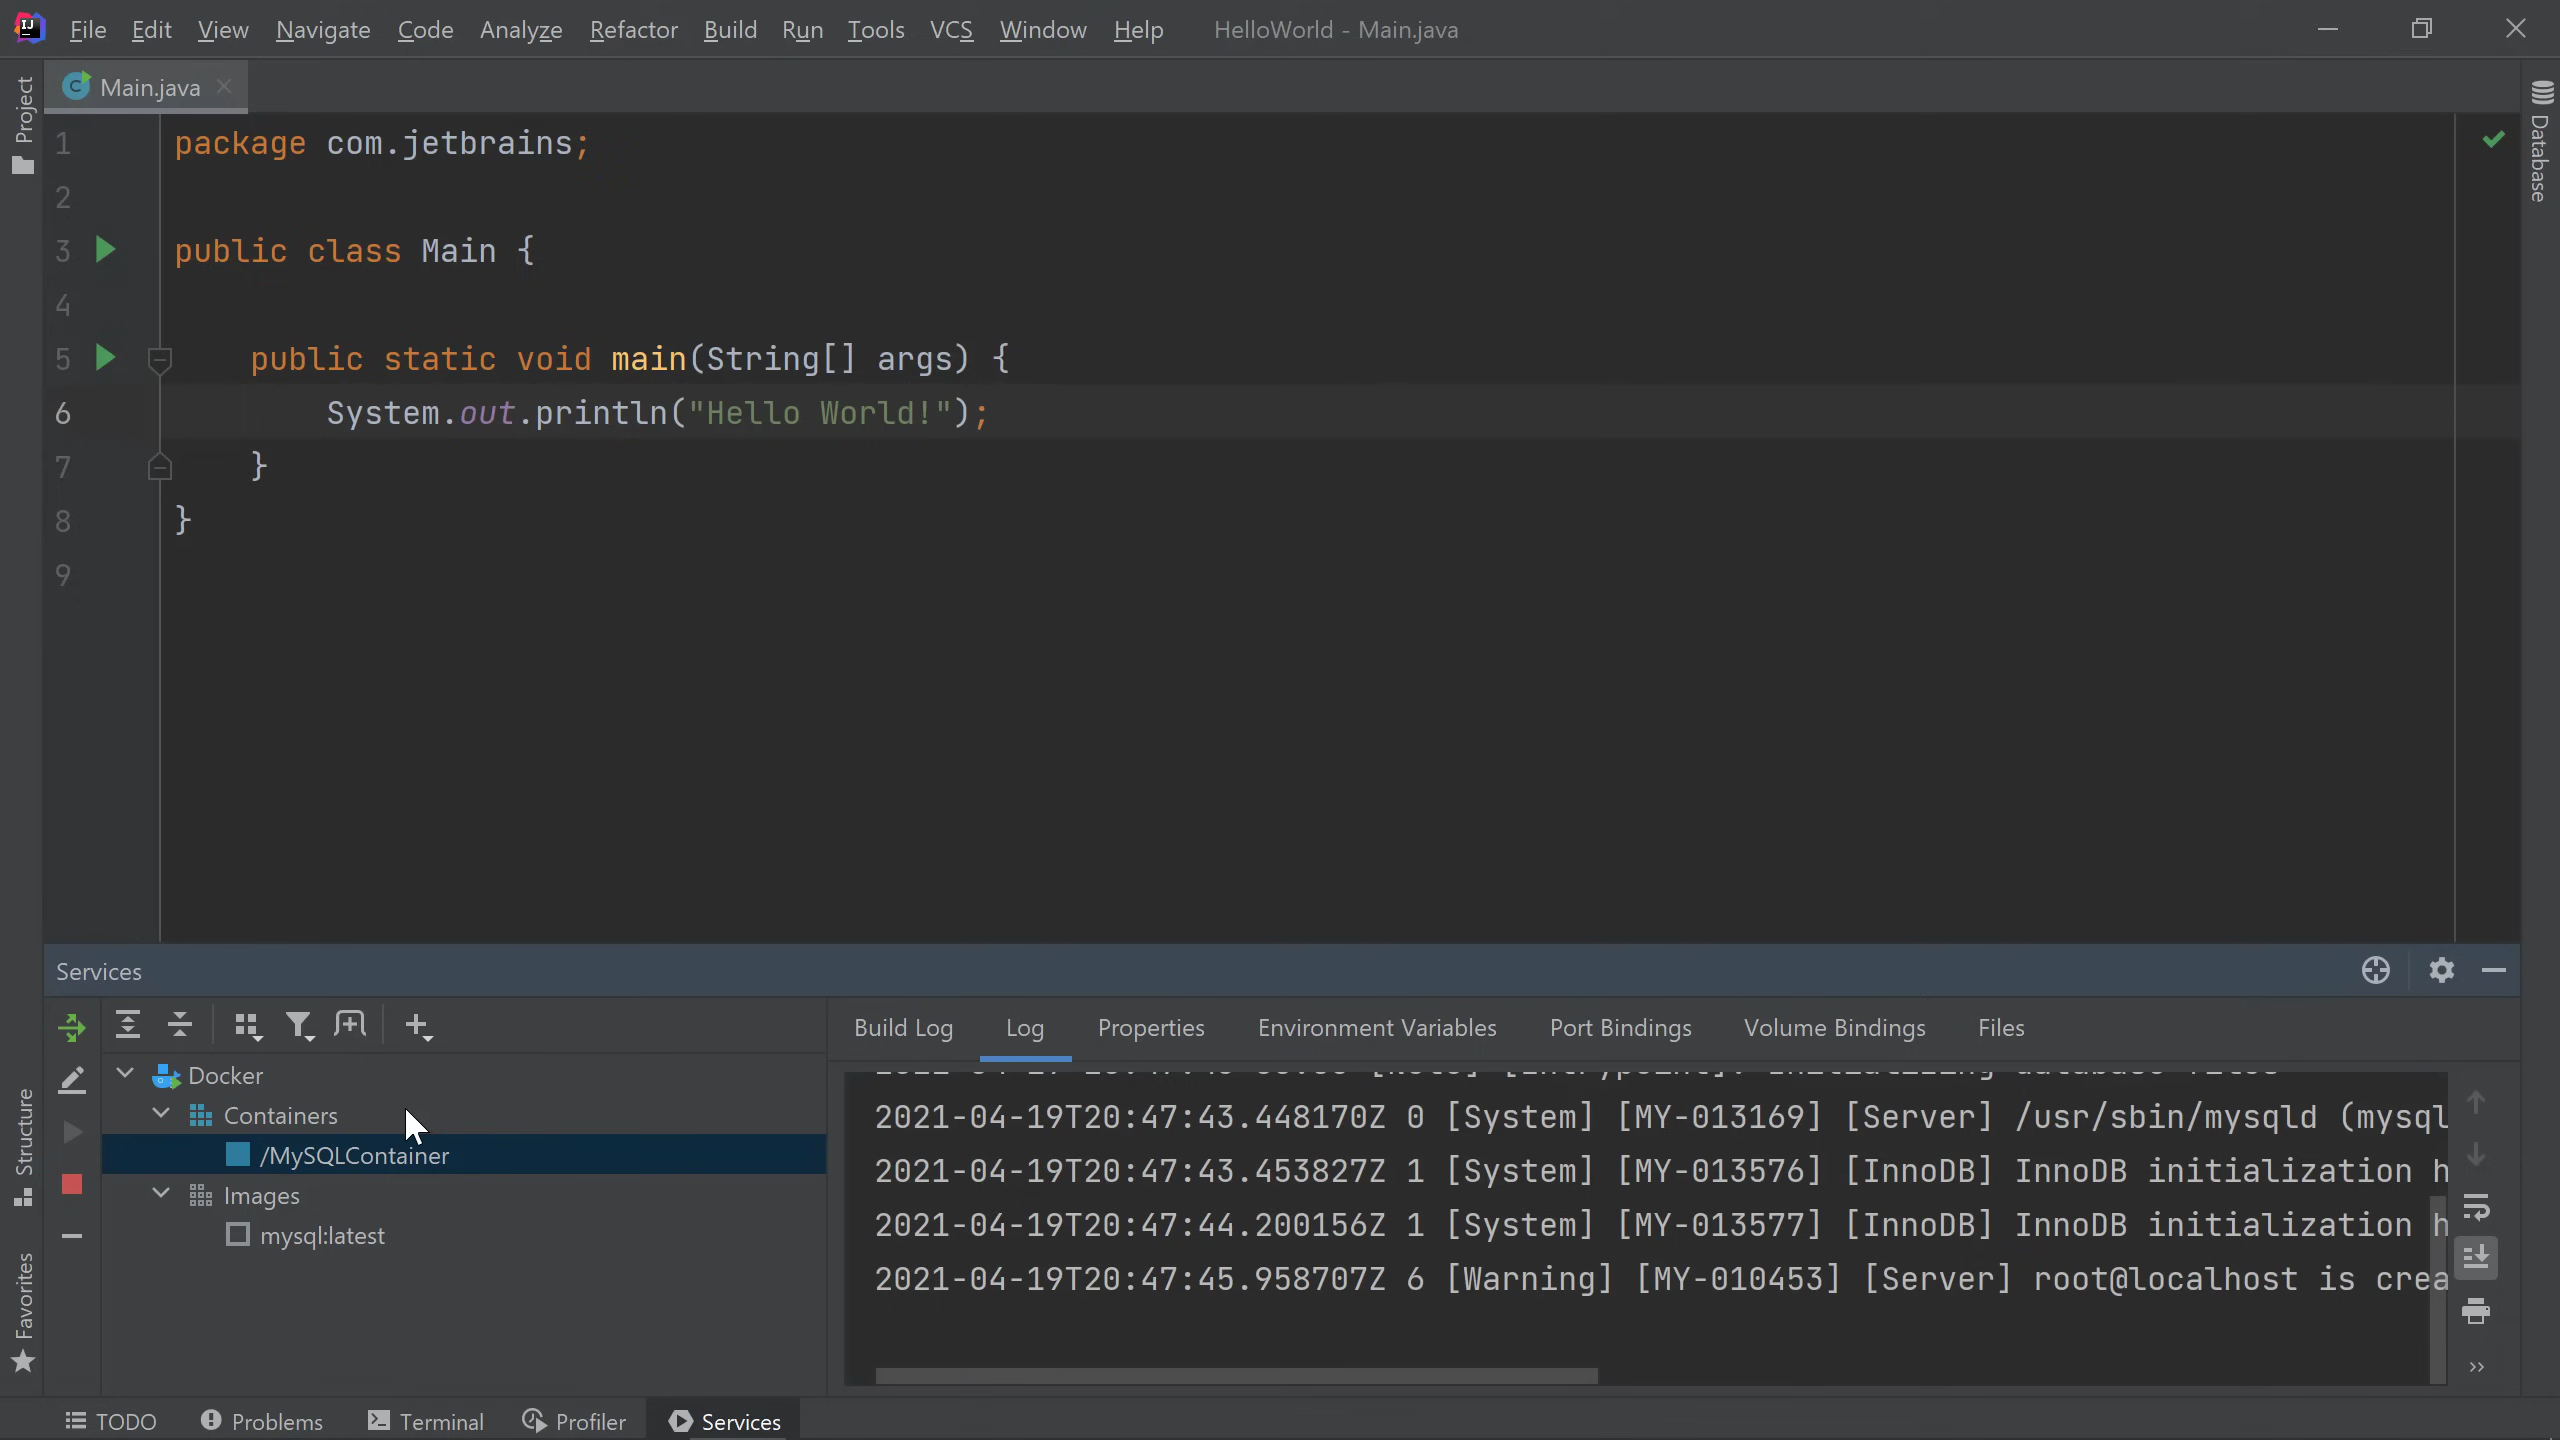 File Edit View Navigate Code Analyze Refactor Build Run Tools VCS Window Help HelloWorld - Main.java
Project
Main.java
Database
1 package com.jetbrains;
2
3 public class Main {
4
5 public static void main(String[] args) {
6 System.out.println("Hello World!");
7 }
8 }
9
Services
Build Log Log Properties Environment Variables Port Bindings Volume Bindings Files
Docker
Containers
/MySQLContainer
Images
mysql:latest
2021-04-19T20:47:43.448170Z 0 [System] [MY-013169] [Server] /usr/sbin/mysqld (mysql
2021-04-19T20:47:43.453827Z 1 [System] [MY-013576] [InnoDB] InnoDB initialization h
2021-04-19T20:47:44.200156Z 1 [System] [MY-013577] [InnoDB] InnoDB initialization h
2021-04-19T20:47:45.958707Z 6 [Warning] [MY-010453] [Server] root@localhost is crea
Structure
Favorites
TODO Problems Terminal Profiler Services